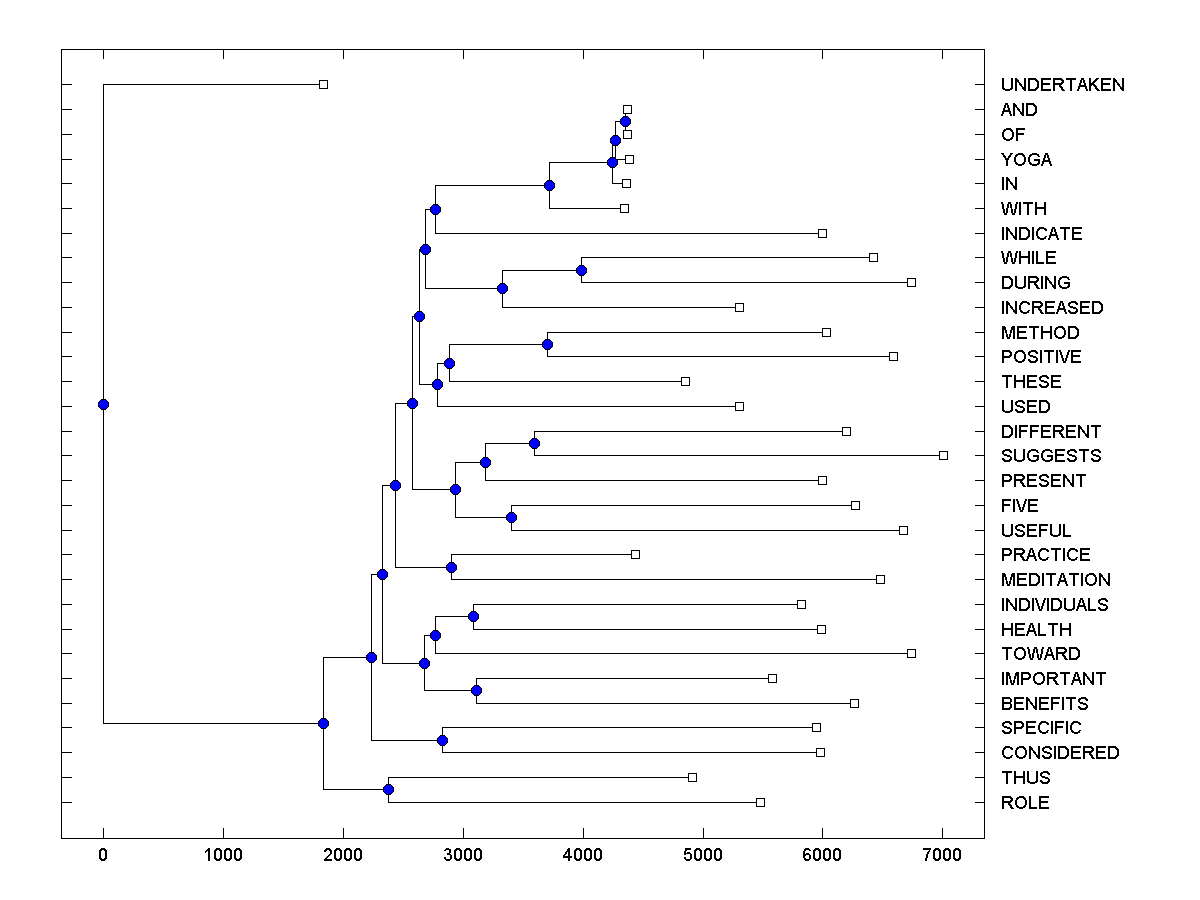 UNDERTAKEN
AND
OF
YOGA
IN
WITH
INDICATE
WHILE
DURING
INCREASED
METHOD
POSITIVE
THESE
USED
DIFFERENT
SUGGESTS
PRESENT
FIVE
USEFUL
PRACTICE
MEDITATION
INDIVIDUALS
HEALTH
TOWARD
IMPORTANT
BENEFITS
SPECIFIC
CONSIDERED
THUS
ROLE
0 1000 2000 3000 4000 5000 6000 7000